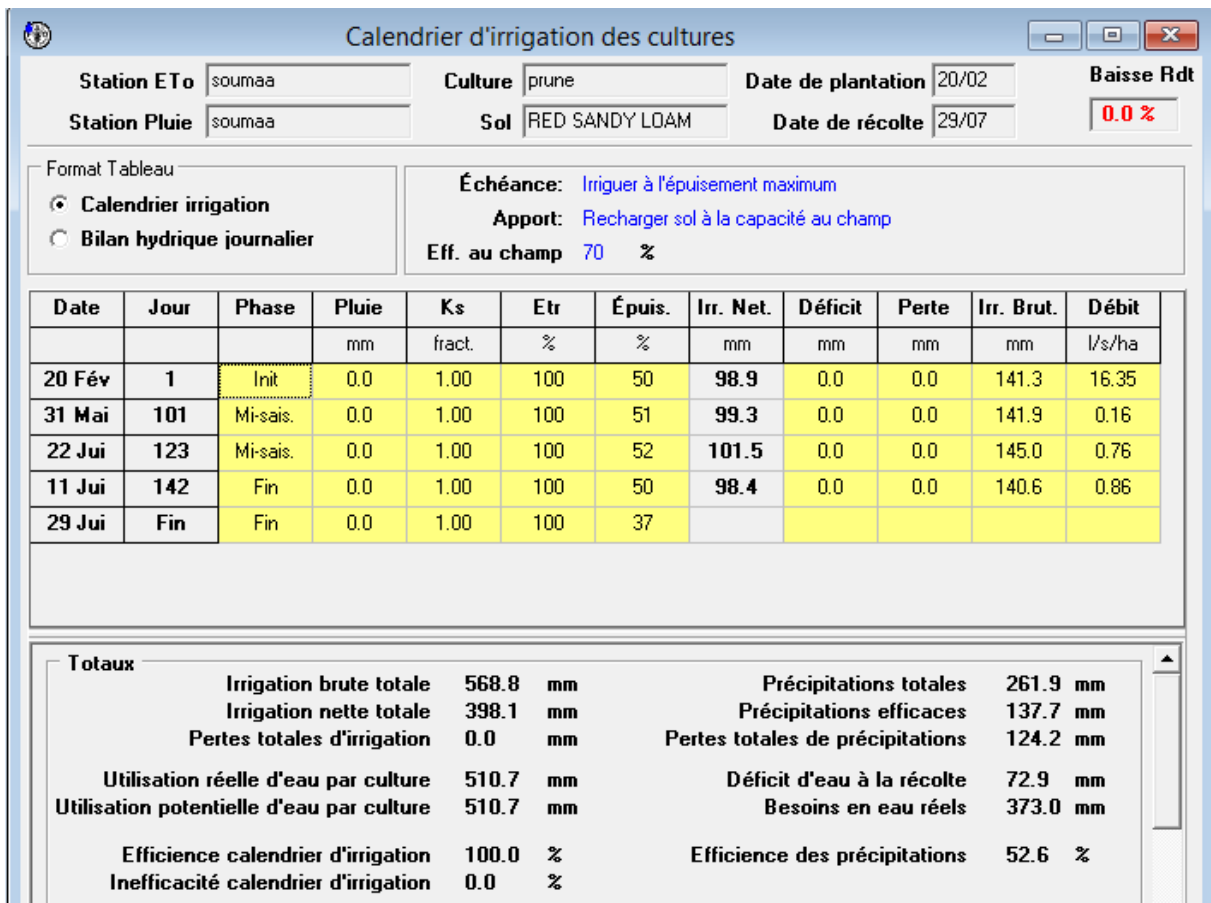 Calendrier d'irrigation des cultures
Station ETo soumaa Culture prune Date de plantation 20/02 Baisse Rdt
Station Pluie soumaa Sol RED SANDY LOAM Date de récolte 29/07 0.0 %
Format Tableau
Calendrier irrigation
Bilan hydrique journalier
Échéance: Irriguer à l'épuisement maximum
Apport: Recharger sol à la capacité au champ
Eff. au champ 70 %
Date Jour Phase Pluie Ks Etr Épuis. Irr. Net. Déficit Perte Irr. Brut. Débit
mm fract. % % mm mm mm mm l/s/ha
20 Fév 1 Init 0.0 1.00 100 50 98.9 0.0 0.0 141.3 16.35
31 Mai 101 Mi-sais. 0.0 1.00 100 51 99.3 0.0 0.0 141.9 0.16
22 Jui 123 Mi-sais. 0.0 1.00 100 52 101.5 0.0 0.0 145.0 0.76
11 Jui 142 Fin 0.0 1.00 100 50 98.4 0.0 0.0 140.6 0.86
29 Jui Fin Fin 0.0 1.00 100 37
Totaux
Irrigation brute totale 568.8 mm Précipitations totales 261.9 mm
Irrigation nette totale 398.1 mm Précipitations efficaces 137.7 mm
Pertes totales d'irrigation 0.0 mm Pertes totales de précipitations 124.2 mm
Utilisation réelle d'eau par culture 510.7 mm Déficit d'eau à la récolte 72.9 mm
Utilisation potentielle d'eau par culture 510.7 mm Besoins en eau réels 373.0 mm
Efficience calendrier d'irrigation 100.0 % Efficience des précipitations 52.6 %
Inefficacité calendrier d'irrigation 0.0 %